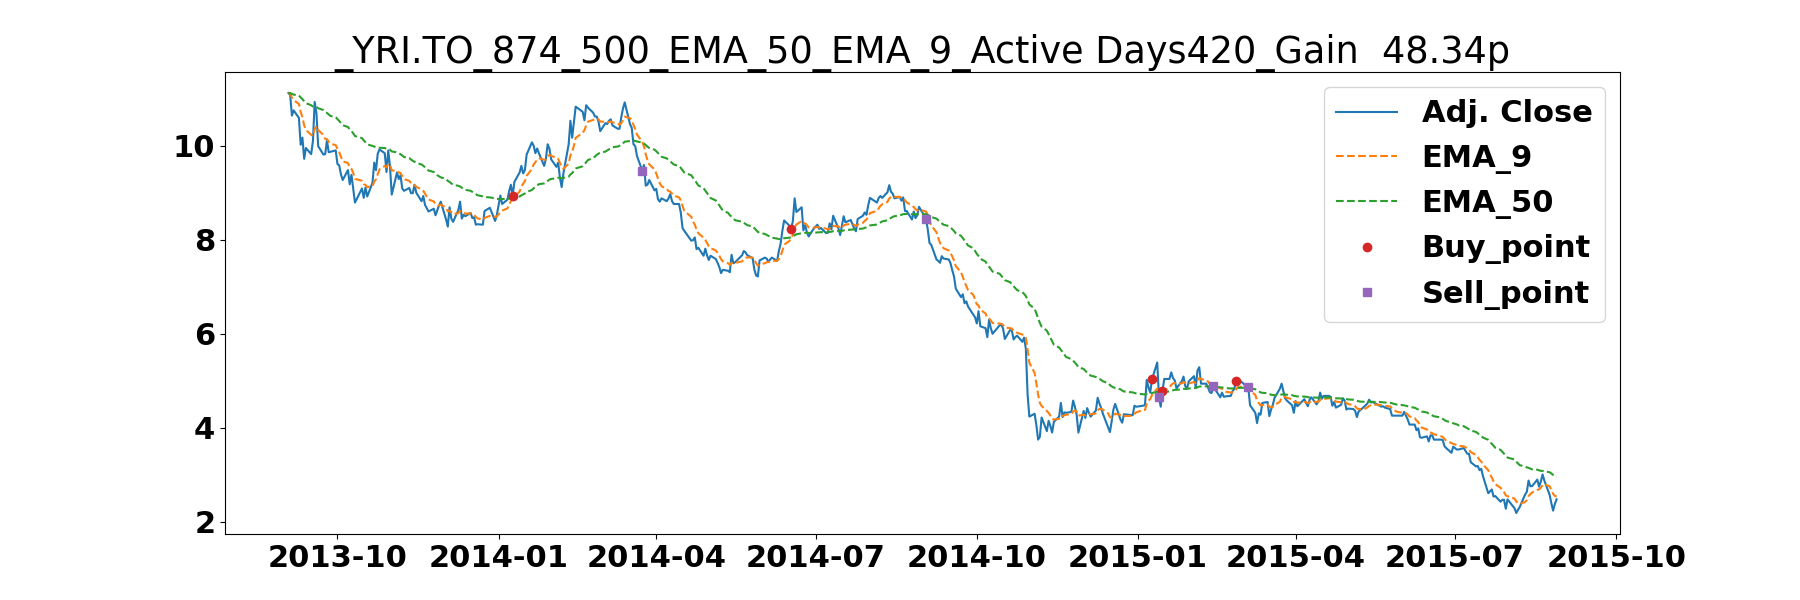 _YRI.TO_874_500_EMA_50_EMA_9_Active Days420_Gain  48.34p
Adj. Close
EMA_9
EMA_50
Buy_point
Sell_point
10
8
6
4
2
2013-10 2014-01 2014-04 2014-07 2014-10 2015-01 2015-04 2015-07 2015-10